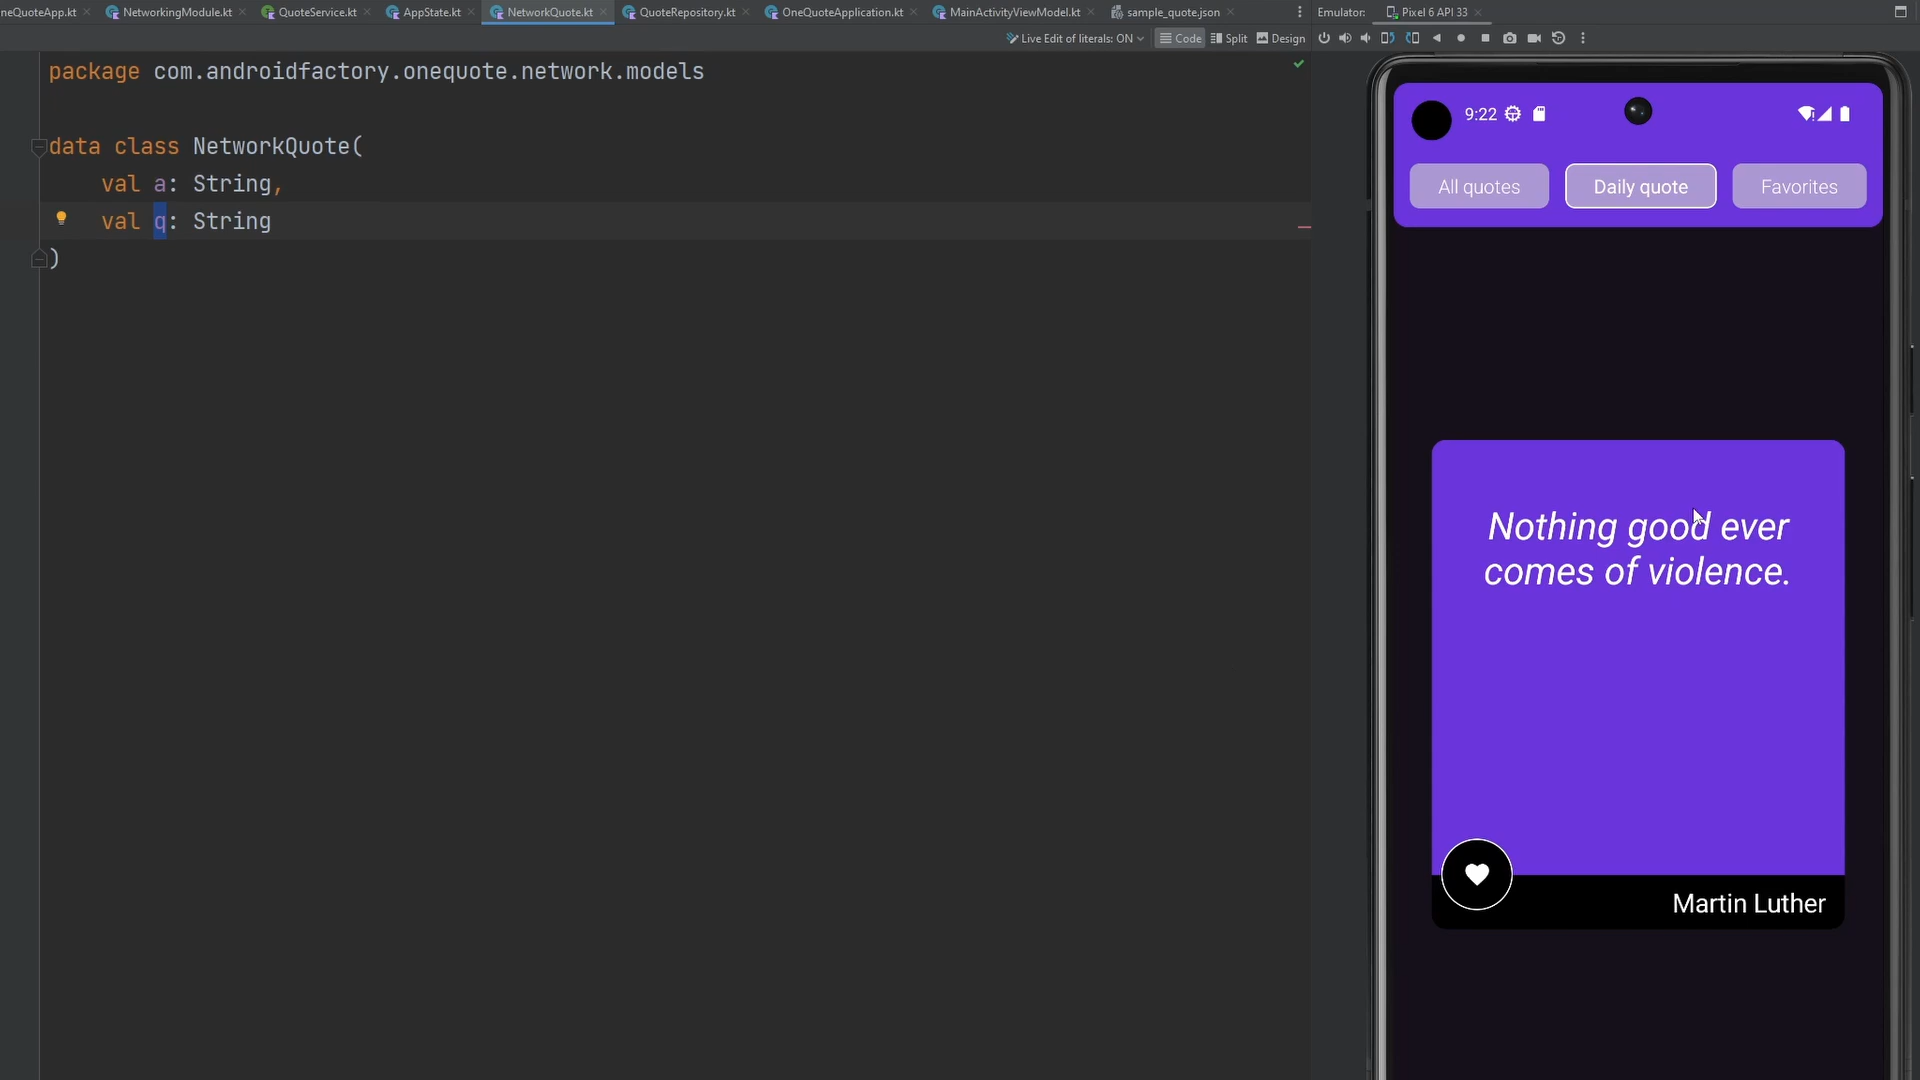 neQuoteApp.kt NetworkingModule.kt QuoteService.kt AppState.kt NetworkQuote.kt QuoteRepository.kt OneQuoteApplication.kt MainActivityViewModel.kt sample_quote.json Emulator: Pixel 6 API 33
Live Edit of literals: ON Code Split Design
package com.androidfactory.onequote.network.models
data class NetworkQuote(
val a: String,
val q: String
)
9:22
All quotes Daily quote Favorites
Nothing good ever
comes of violence.
Martin Luther